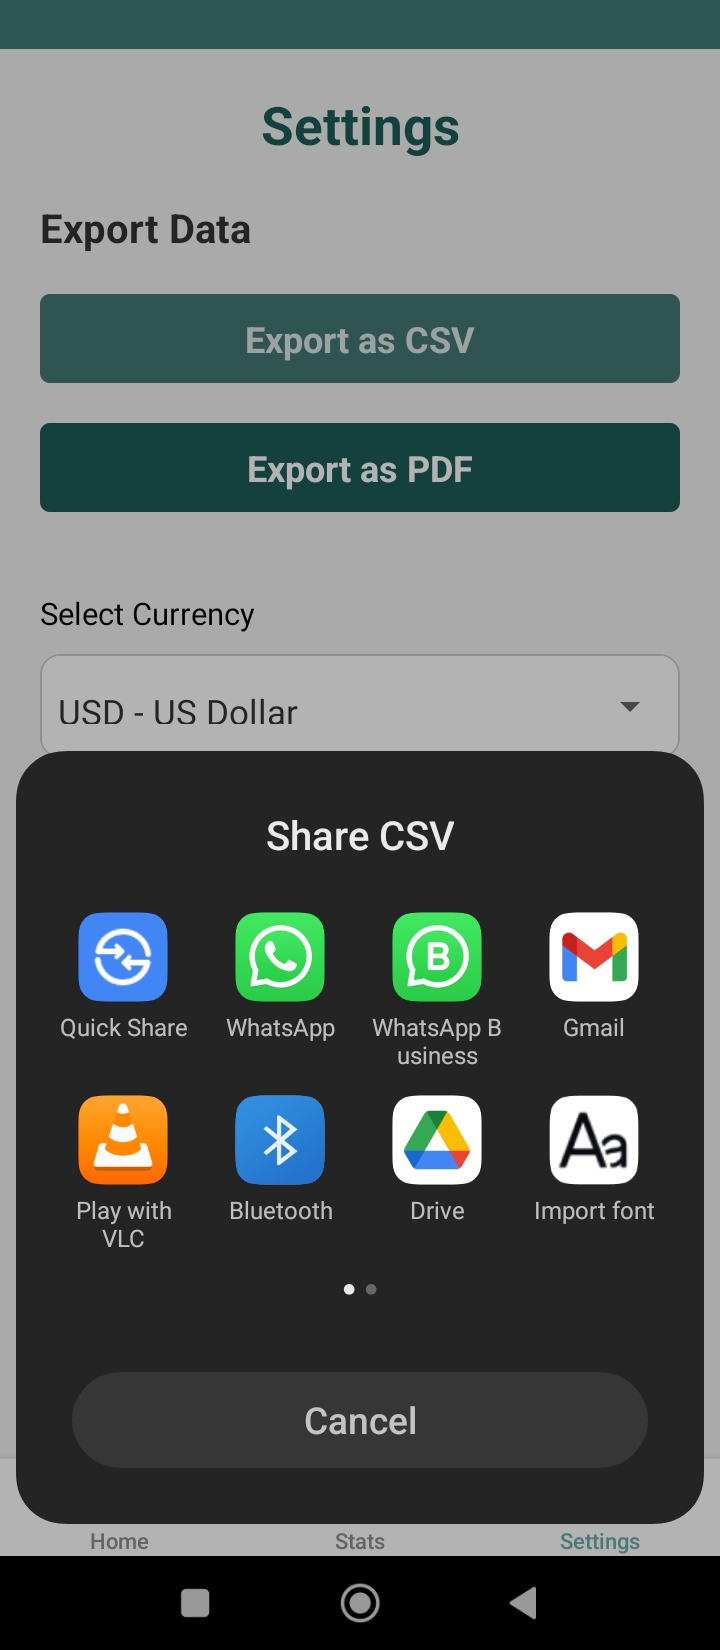 Settings
Export Data
Export as CSV
Export as PDF
Select Currency
USD - US Dollar
Share CSV
Quick Share
WhatsApp
WhatsApp B
usiness
Gmail
Play with
VLC
Bluetooth
Drive
Import font
Cancel
Home
Stats
Settings